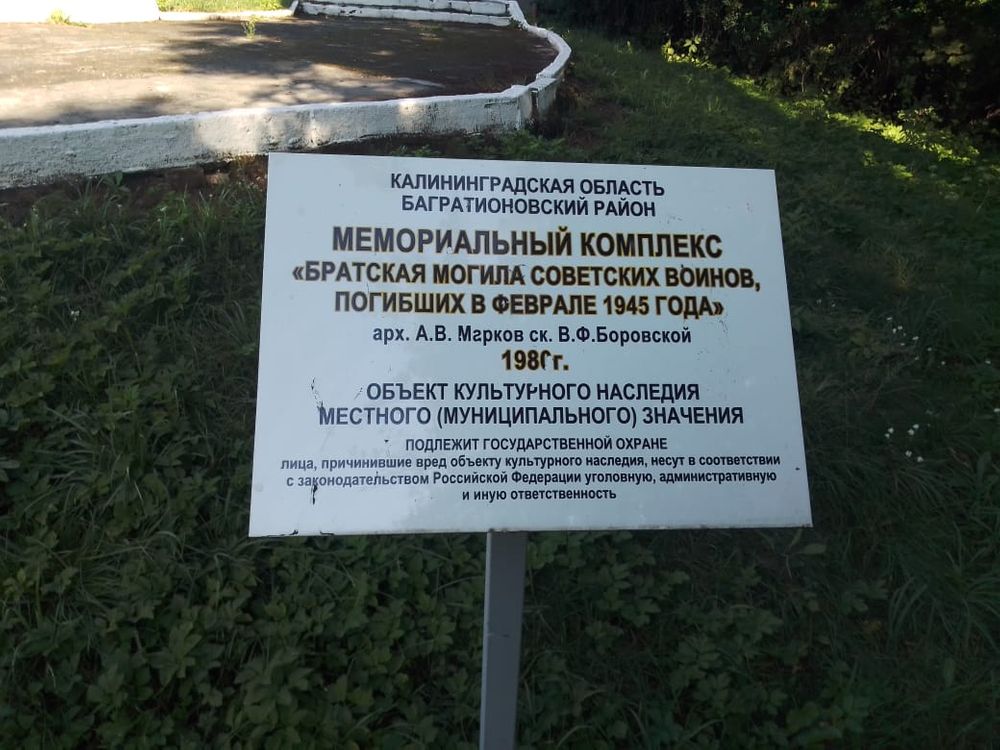 КАЛИНИНГРАДСКАЯ ОБЛАСТЬ
БАГРАТИОНОВСКИЙ РАЙОН
МЕМОРИАЛЬНЫЙ КОМПЛЕКС
«БРАТСКАЯ МОГИЛА СОВЕТСКИХ ВОИНОВ,
ПОГИБШИХ В ФЕВРАЛЕ 1945 ГОДА»
арх. А.В. Марков ск. В.Ф.Боровской
ОБЪЕКТ КУЛЬТУРНОГО НАСЛЕДИЯ
МЕСТНОГО (МУНИЦИПАЛЬНОГО) ЗНАЧЕНИЯ
ПОДЛЕЖИТ ГОСУДАРСТВЕННОЙ ОХРАНЕ
лица, причинившие вред объекту культурного наследия, несут в соответствии
с законодательством Российской Федерации уголовную, административную
и иную ответственность